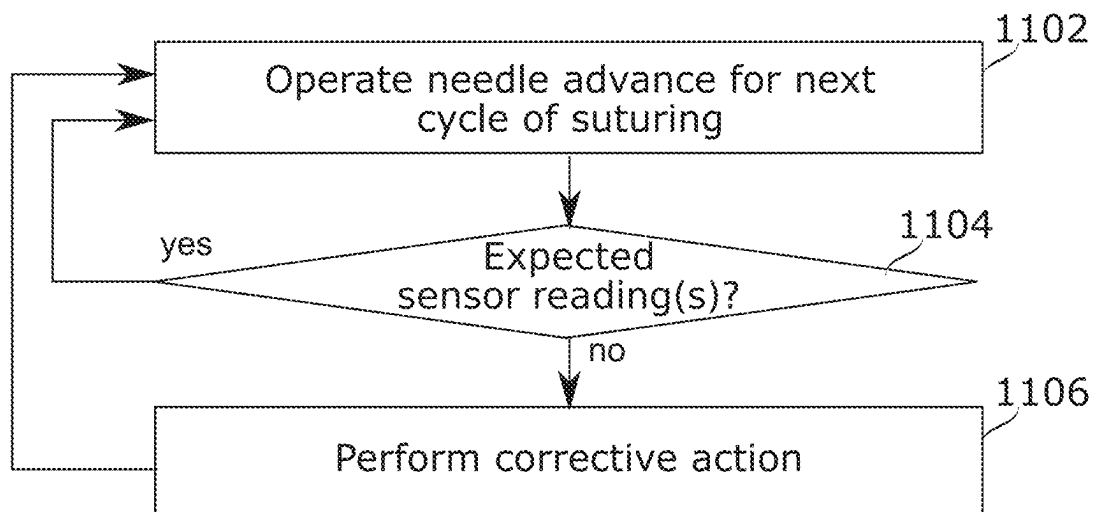 1102
Operate needle advance for next
cycle of suturing
1104
yes
Expected
sensor reading(s)?
no
1106
Perform corrective action